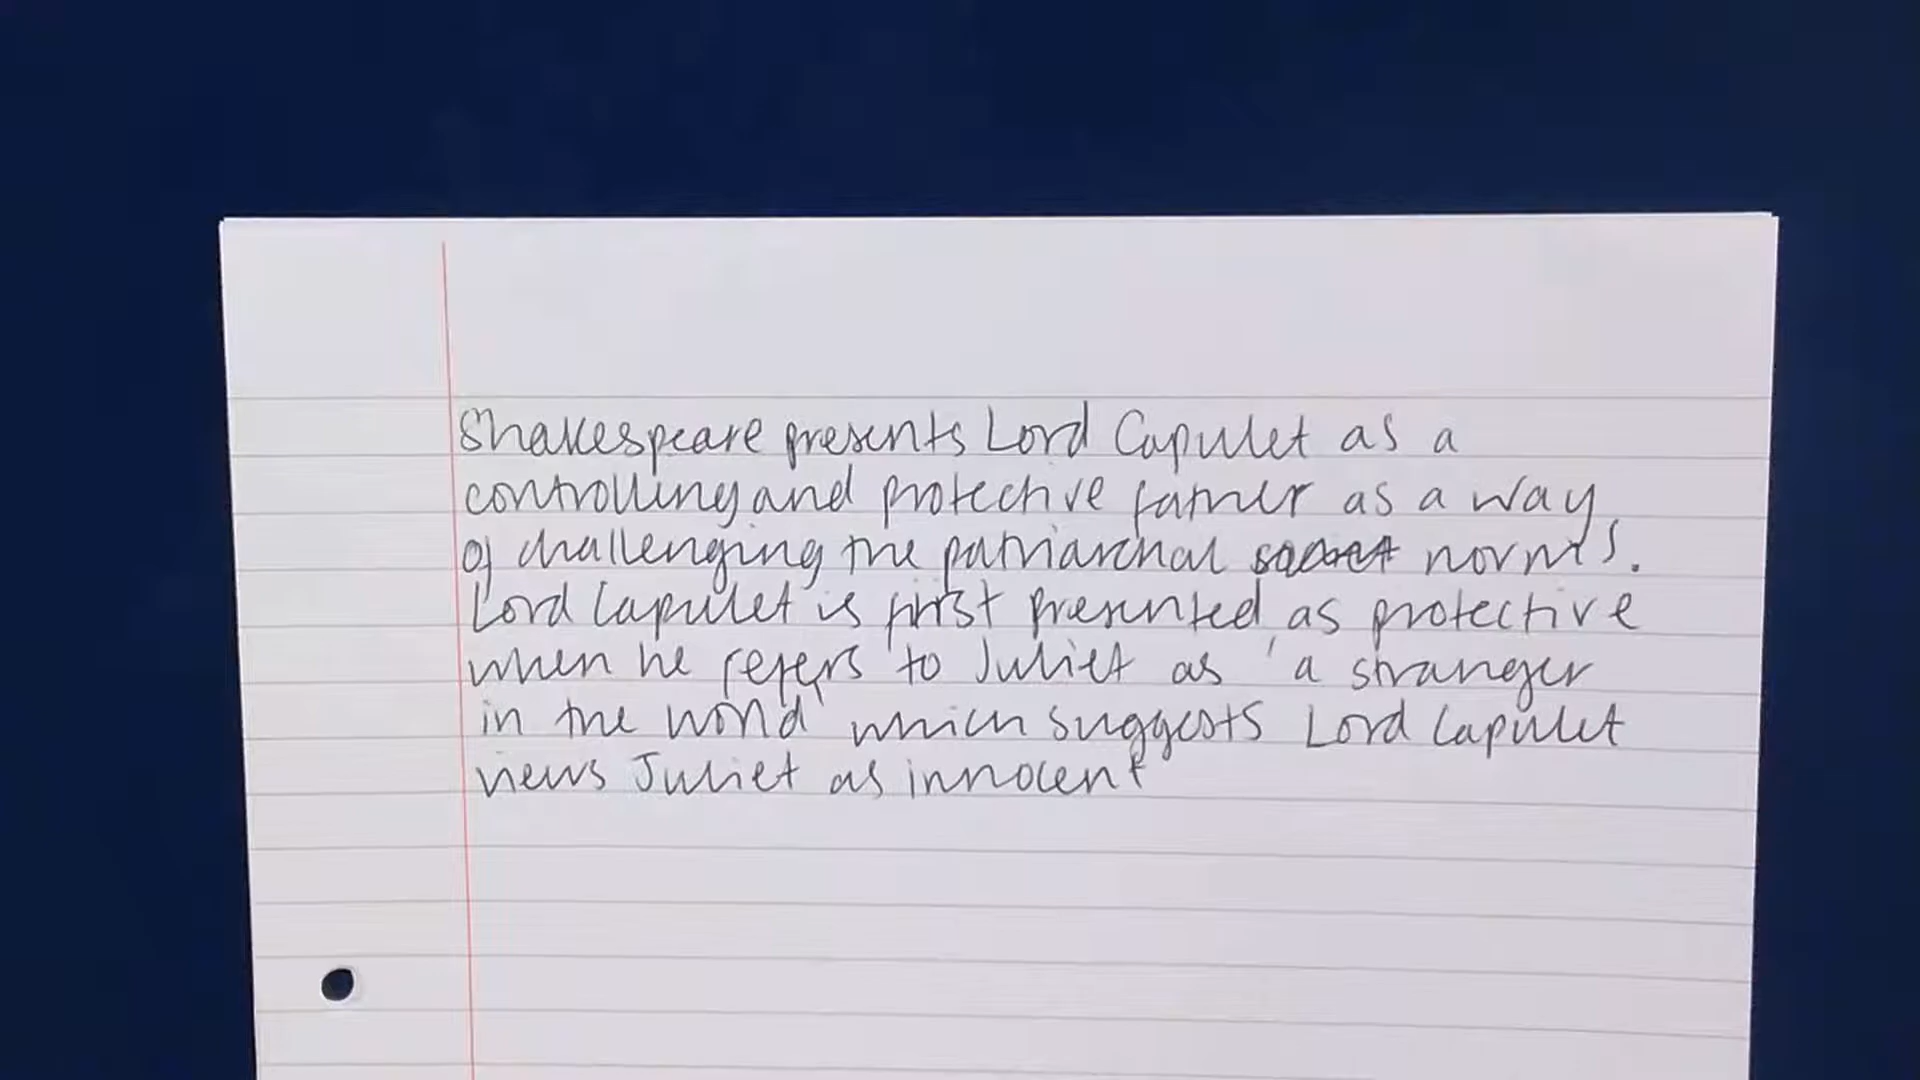 Shakespeare presents Lord Capulet as a
controlling and protective father as a way
of challenging the patriarchal norms.
Lord Capulet is first presented as protective
when he refers to Juliet as 'a stranger
in the world' which suggests Lord Capulet
views Juliet as innocent